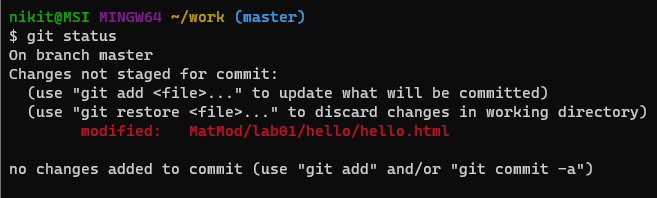 nikit@MSI MINGW64 ~/work (master)
$ git status
On branch master
Changes not staged for commit:
  (use "git add <file>..." to update what will be committed)
  (use "git restore <file>..." to discard changes in working directory)
        modified:   MatMod/lab01/hello/hello.html

no changes added to commit (use "git add" and/or "git commit -a")